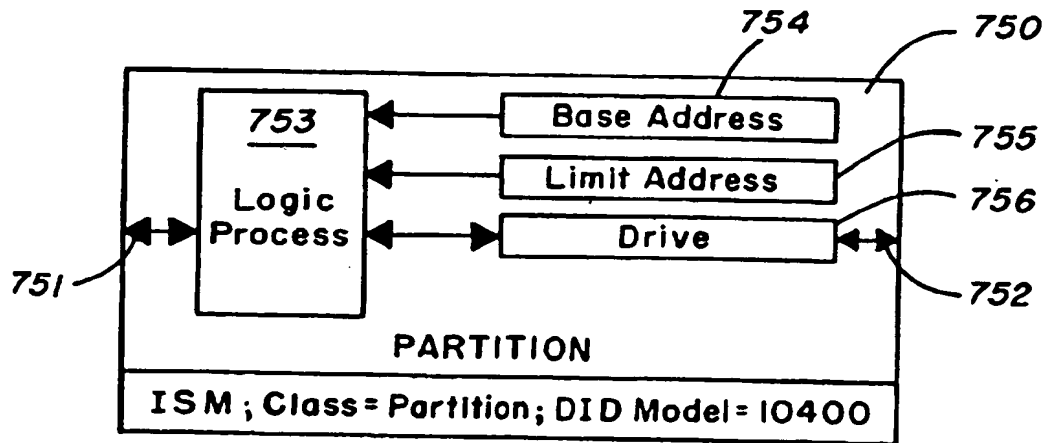 754
750
753
Base Address
755
Limit Address
Logic
Process
756
Drive
751
752
PARTITION
ISM; Class=Partition; DID Model=10400